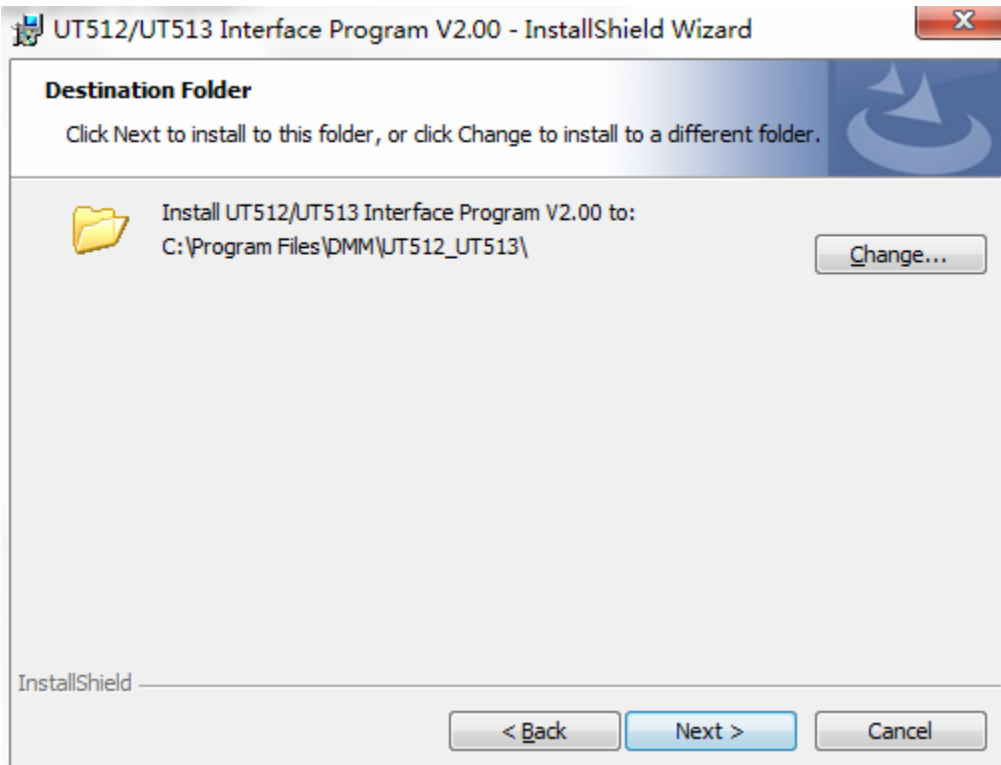 UT512/UT513 Interface Program V2.00 - InstallShield Wizard
Destination Folder
Click Next to install to this folder, or click Change to install to a different folder.
Install UT512/UT513 Interface Program V2.00 to:
C:\Program Files\DMM\UT512_UT513\
Change...
InstallShield
< Back
Next >
Cancel